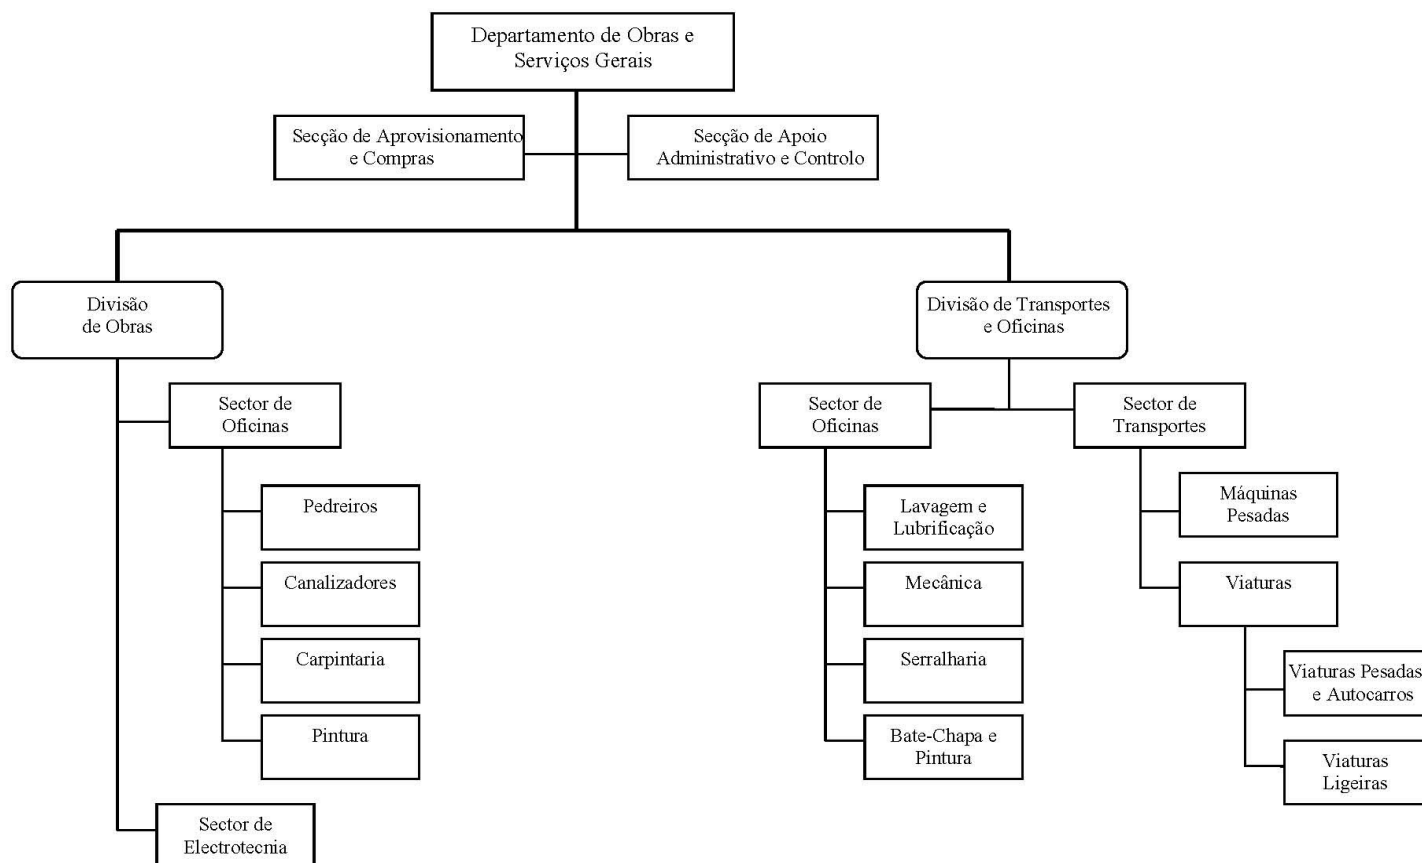 Departamento de Obras e
Serviços Gerais
Secção de Aprovisionamento
e Compras
Secção de Apoio
Administrativo e Controlo
Divisão
de Obras
Divisão de Transportes
e Oficinas
Sector de
Oficinas
Sector de
Oficinas
Sector de
Transportes
Pedreiros
Canalizadores
Carpintaria
Pintura
Lavagem e
Lubrificação
Mecânica
Serralharia
Bate-Chapa e
Pintura
Máquinas
Pesadas
Viaturas
Viaturas Pesadas
e Autocarros
Viaturas
Ligeiras
Sector de
Electrotecnia